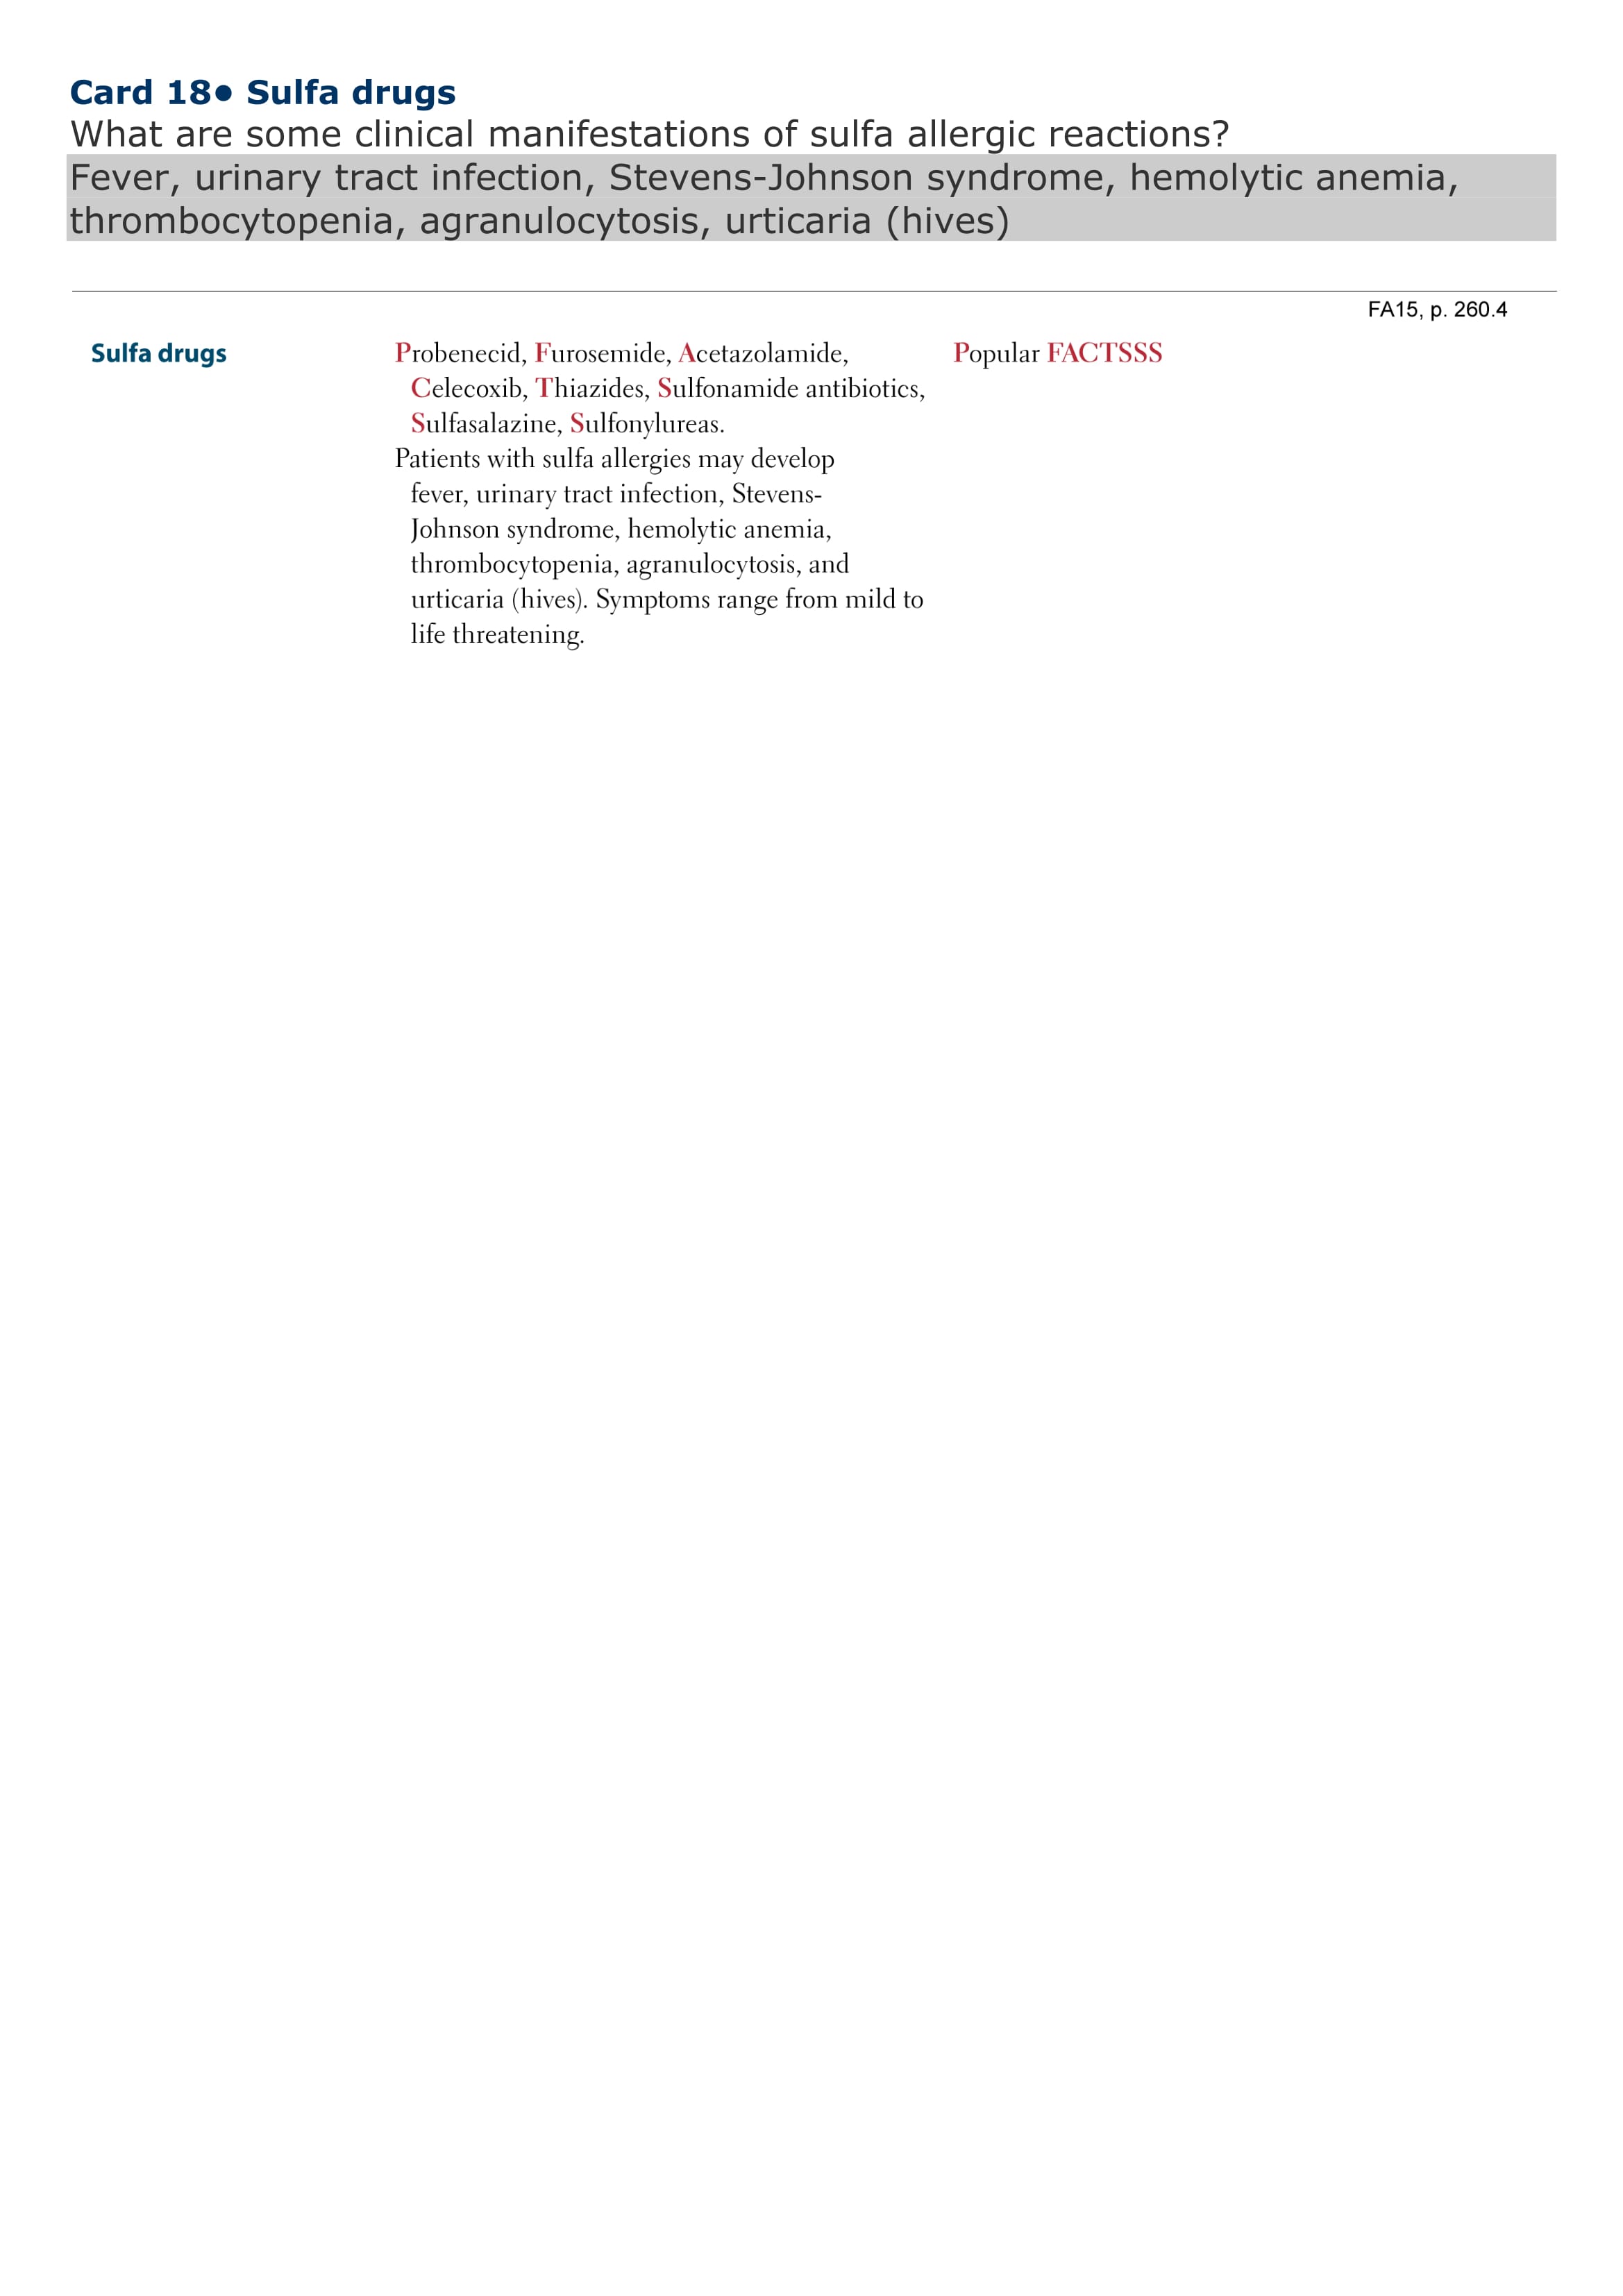 Card 18● Sulfa drugs
What are some clinical manifestations of sulfa allergic reactions?
Fever, urinary tract infection, Stevens-Johnson syndrome, hemolytic anemia,
thrombocytopenia, agranulocytosis, urticaria (hives)
FA15, p. 260.4
Sulfa drugs
Probenecid, Furosemide, Acetazolamide,
Celecoxib, Thiazides, Sulfonamide antibiotics,
Sulfasalazine, Sulfonylureas.
Patients with sulfa allergies may develop
fever, urinary tract infection, Stevens-
Johnson syndrome, hemolytic anemia,
thrombocytopenia, agranulocytosis, and
urticaria (hives). Symptoms range from mild to
life threatening.
Popular FACTSSS